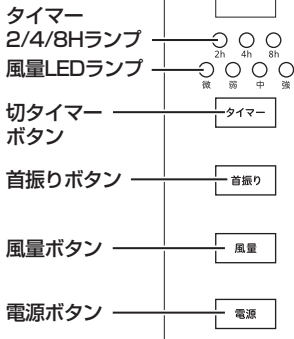 タイマー
2/4/8Hランプ
2h 4h 8h
風量LEDランプ
微 弱 中 強
切タイマー
ボタン
タイマー
首振りボタン
首振り
風量ボタン
風量
電源ボタン
電源